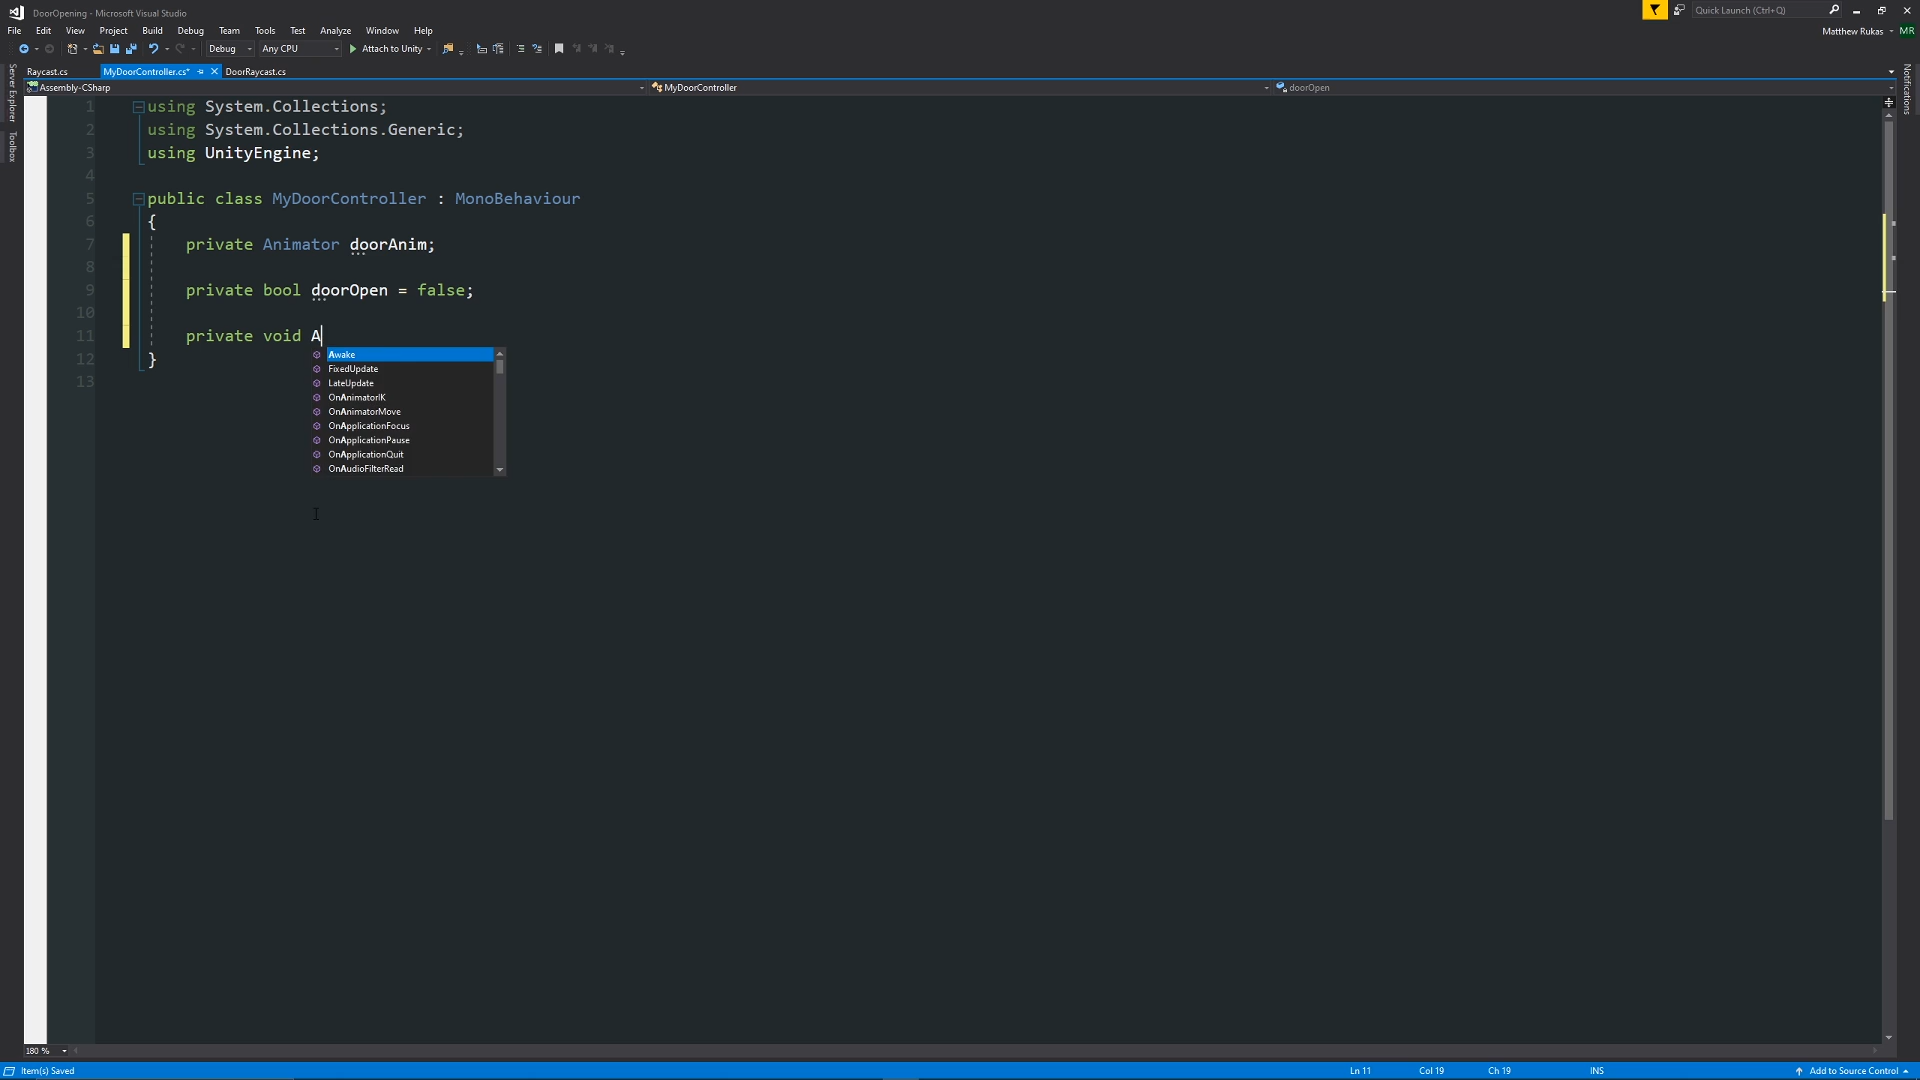 DoorOpening - Microsoft Visual Studio
Quick Launch (Ctrl+Q)
File Edit View Project Build Debug Team Tools Test Analyze Window Help
Matthew Rukas MR
Debug Any CPU Attach to Unity
Raycast.cs MyDoorController.cs* DoorRaycast.cs
Assembly-CSharp MyDoorController doorOpen
Server Explorer
Toolbox
Notifications
1 using System.Collections;
2 using System.Collections.Generic;
3 using UnityEngine;
4
5 public class MyDoorController : MonoBehaviour
6 {
7 private Animator doorAnim;
8
9 private bool doorOpen = false;
10
11 private void A
12 }
13
Awake
FixedUpdate
LateUpdate
OnAnimatorIK
OnAnimatorMove
OnApplicationFocus
OnApplicationPause
OnApplicationQuit
OnAudioFilterRead
180 %
Item(s) Saved Ln 11 Col 19 Ch 19 INS Add to Source Control